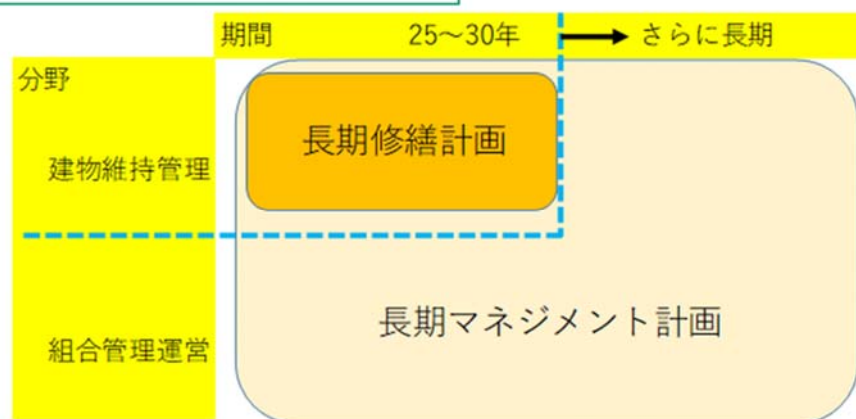 期間 25～30年 さらに長期
分野
長期修繕計画
建物維持管理
長期マネジメント計画
組合管理運営